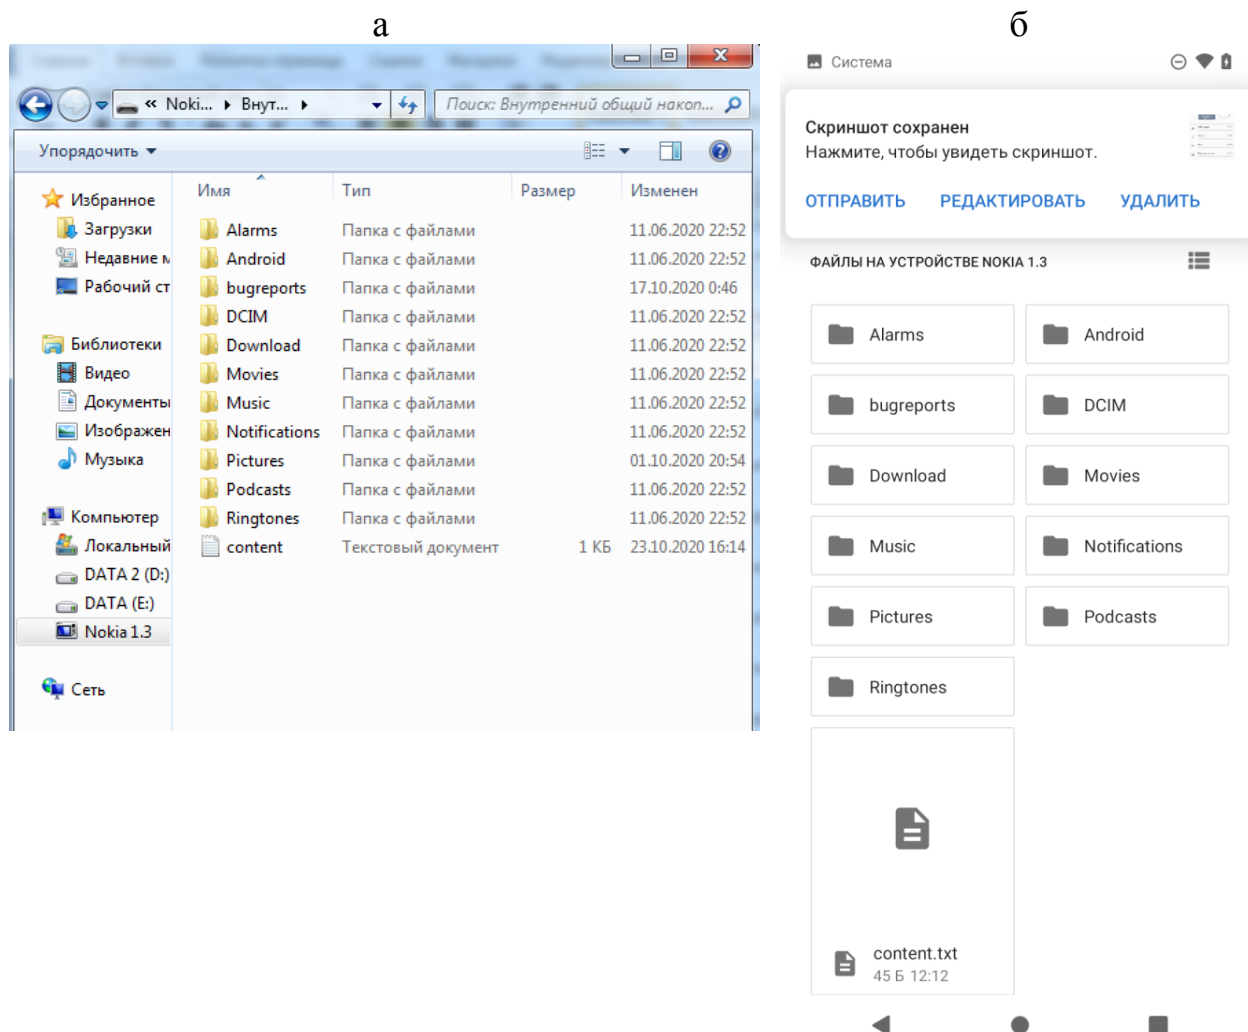 а
« Noki... Внут...
Поиск: Внутренний общий накоп...
Упорядочить
Избранное
Загрузки
Недавние м
Рабочий ст
Библиотеки
Видео
Документы
Изображен
Музыка
Компьютер
Локальный
DATA 2 (D:)
DATA (E:)
Nokia 1.3
Сеть
Имя Тип Размер Изменен
Alarms Папка с файлами 11.06.2020 22:52
Android Папка с файлами 11.06.2020 22:52
bugreports Папка с файлами 17.10.2020 0:46
DCIM Папка с файлами 11.06.2020 22:52
Download Папка с файлами 11.06.2020 22:52
Movies Папка с файлами 11.06.2020 22:52
Music Папка с файлами 11.06.2020 22:52
Notifications Папка с файлами 11.06.2020 22:52
Pictures Папка с файлами 01.10.2020 20:54
Podcasts Папка с файлами 11.06.2020 22:52
Ringtones Папка с файлами 11.06.2020 22:52
content Текстовый документ 1 КБ 23.10.2020 16:14
б
Система
Скриншот сохранен
Нажмите, чтобы увидеть скриншот.
ОТПРАВИТЬ РЕДАКТИРОВАТЬ УДАЛИТЬ
ФАЙЛЫ НА УСТРОЙСТВЕ NOKIA 1.3
Alarms Android
bugreports DCIM
Download Movies
Music Notifications
Pictures Podcasts
Ringtones
content.txt
45 Б 12:12